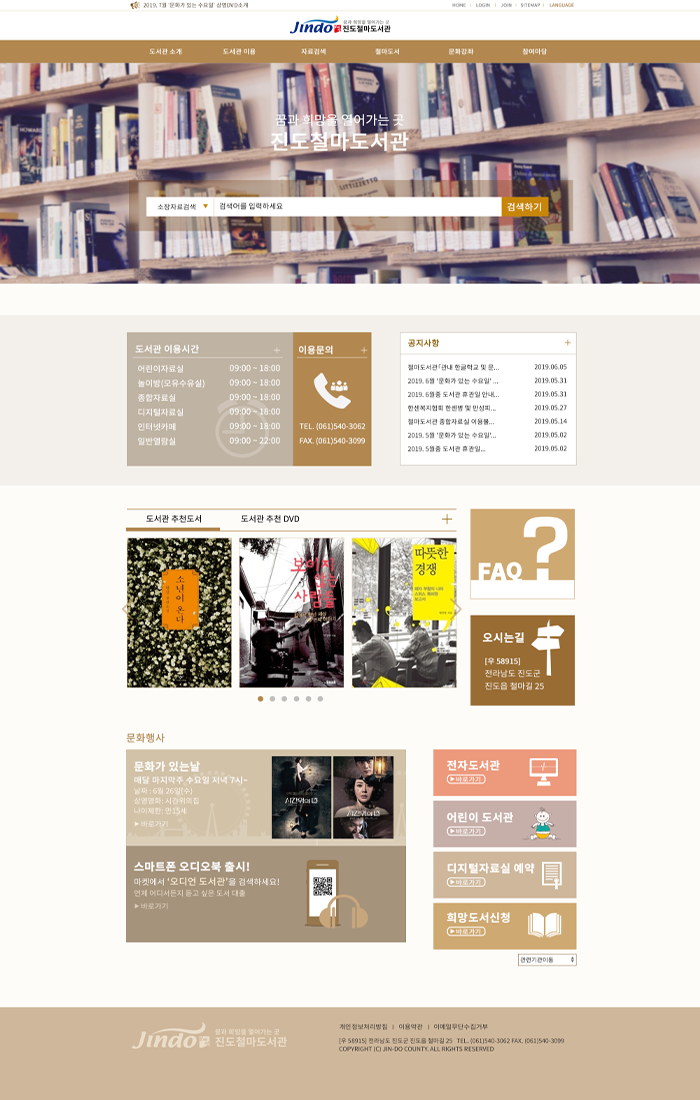 2019. 7월 '문화가 있는 수요일' 상영DVD소개
HOME | LOGIN | JOIN | SITEMAP | LANGUAGE
Jindo 꿈과 희망을 열어가는 곳
진도철마도서관
도서관 소개 도서관 이용 자료검색 철마도서 문화강좌 참여마당
꿈과 희망을 열어가는 곳
진도철마도서관
소장자료검색 ▼ 검색어를 입력하세요 검색하기
도서관 이용시간 +
어린이자료실 09:00 ~ 18:00
놀이방(모유수유실) 09:00 ~ 18:00
종합자료실 09:00 ~ 18:00
디지털자료실 09:00 ~ 18:00
인터넷카페 09:00 ~ 18:00
일반열람실 09:00 ~ 22:00
이용문의 +
TEL. (061)540-3062
FAX. (061)540-3099
공지사항 +
철마도서관「관내 한글학교 및 문... 2019.06.05
2019. 6월 '문화가 있는 수요일' ... 2019.05.31
2019. 6월중 도서관 휴관일 안내... 2019.05.31
한센복지협회 한센병 및 만성피... 2019.05.27
철마도서관 종합자료실 이용불... 2019.05.14
2019. 5월 '문화가 있는 수요일'... 2019.05.02
2019. 5월중 도서관 휴관일... 2019.05.02
도서관 추천도서 도서관 추천 DVD +
소년이 온다
보이지
않는
사람들
따뜻한
경쟁
FAQ ?
오시는길
[우 58915]
전라남도 진도군
진도읍 철마길 25
문화행사
문화가 있는날
매달 마지막주 수요일 저녁 7시~
날짜 : 6월 26일(수)
상영영화: 시간위의집
나이제한: 만15세
▶바로가기
시간위의집
시간위의집
스마트폰 오디오북 출시!
마켓에서 '오디언 도서관'을 검색하세요!
언제 어디서든지 듣고 싶은 도서 대출
▶바로가기
전자도서관
▶바로가기
어린이 도서관
▶바로가기
디지털자료실 예약
▶바로가기
희망도서신청
▶바로가기
관련기관이동
Jindo 꿈과 희망을 열어가는 곳
진도철마도서관
개인정보처리방침 | 이용약관 | 이메일무단수집거부
[우 58915] 전라남도 진도군 진도읍 철마길 25 TEL. (061)540-3062 FAX. (061)540-3099
COPYRIGHT (C) JIN-DO COUNTY. ALL RIGHTS RESERVED